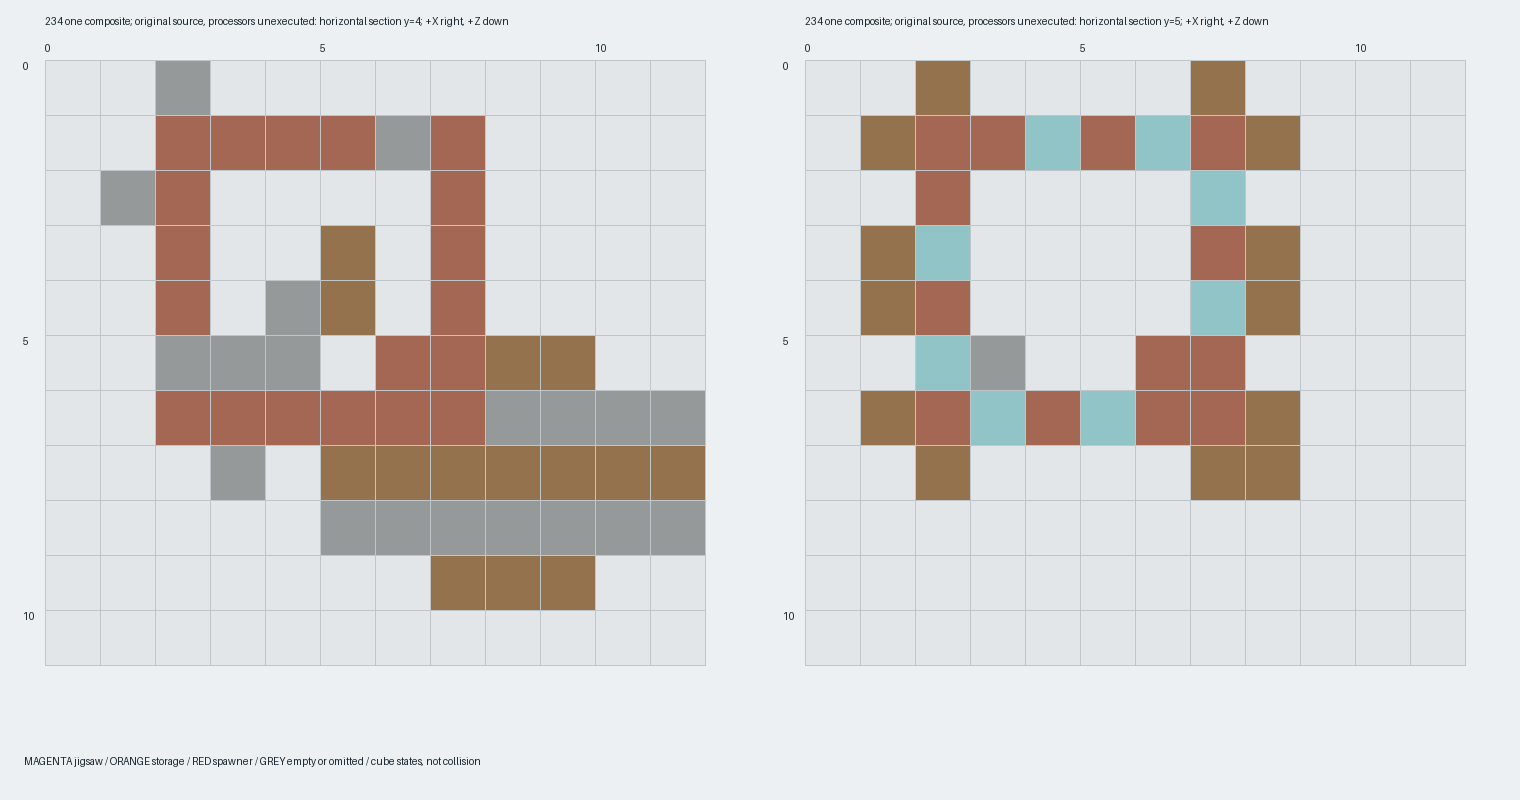 234 one composite; original source, processors unexecuted: horizontal section y=4; +X right, +Z down
0 5 10
0
5
10
234 one composite; original source, processors unexecuted: horizontal section y=5; +X right, +Z down
0 5 10
0
5
10
MAGENTA jigsaw / ORANGE storage / RED spawner / GREY empty or omitted / cube states, not collision